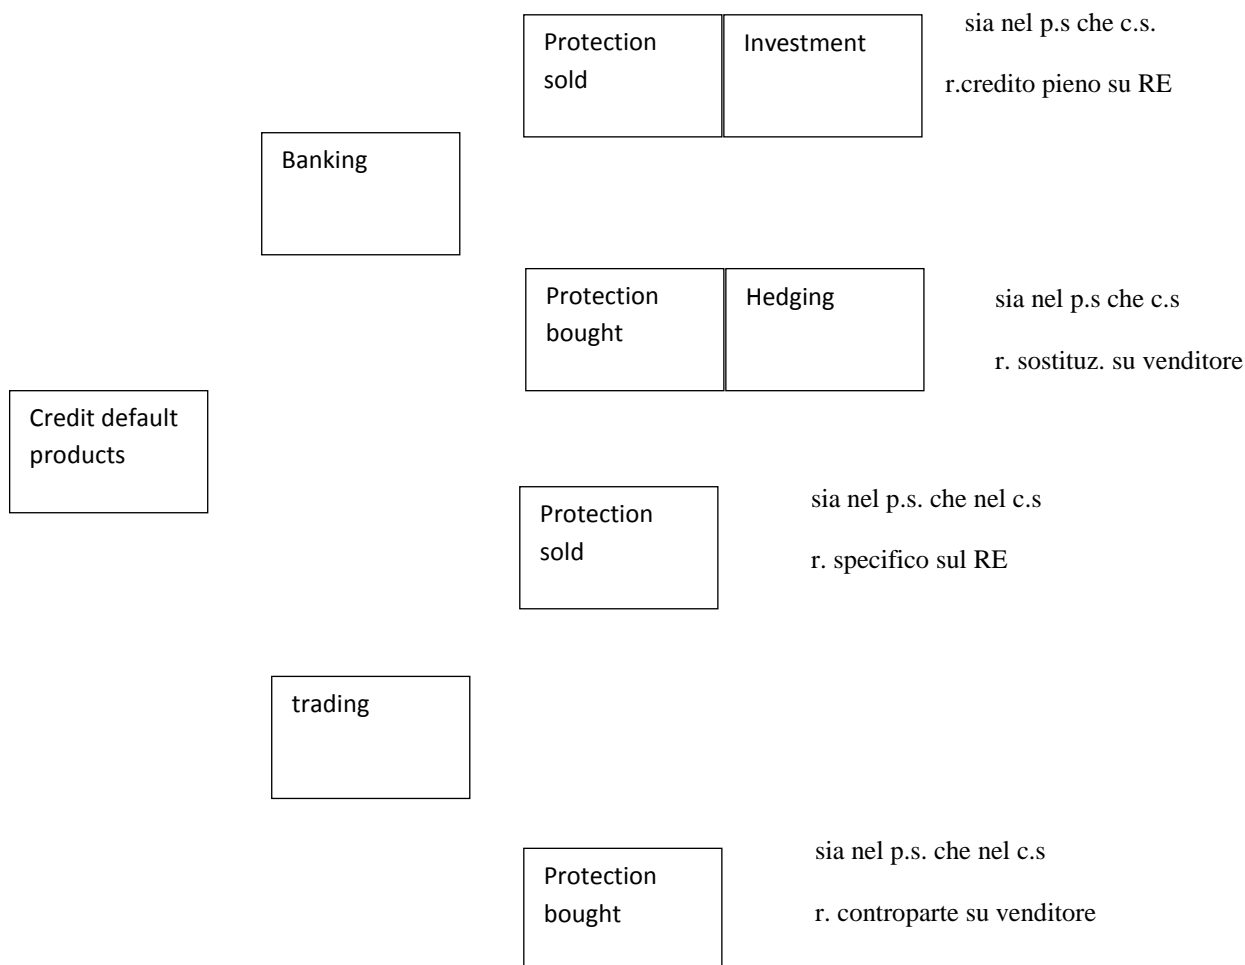 Protection
sold
Investment
sia nel p.s che c.s.
r.credito pieno su RE
Banking
Protection
bought
Hedging
sia nel p.s che c.s
r. sostituz. su venditore
Credit default
products
Protection
sold
sia nel p.s. che nel c.s
r. specifico sul RE
trading
Protection
bought
sia nel p.s. che nel c.s
r. controparte su venditore